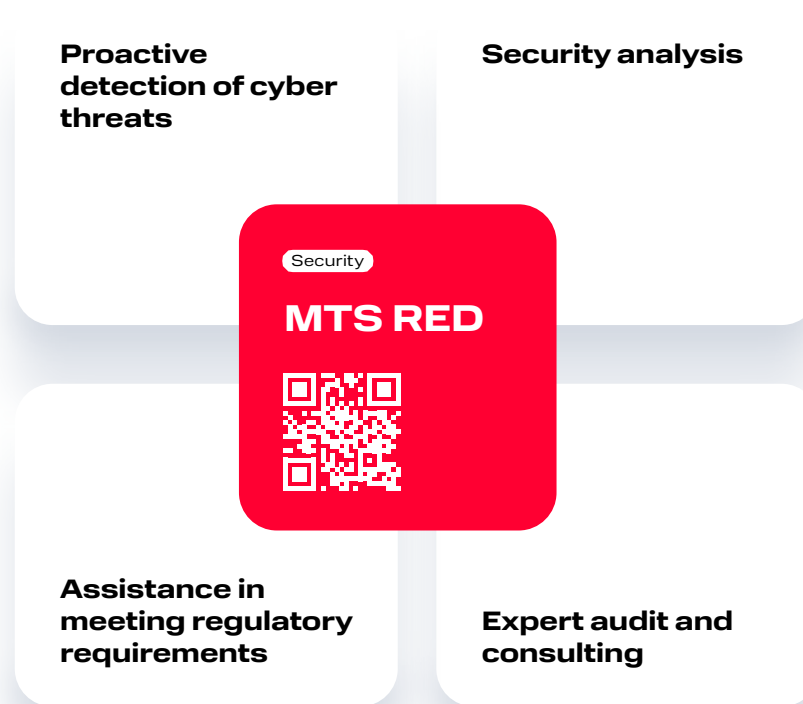 Proactive
detection of cyber
threats
Security analysis
Security
MTS RED
Assistance in
meeting regulatory
requirements
Expert audit and
consulting